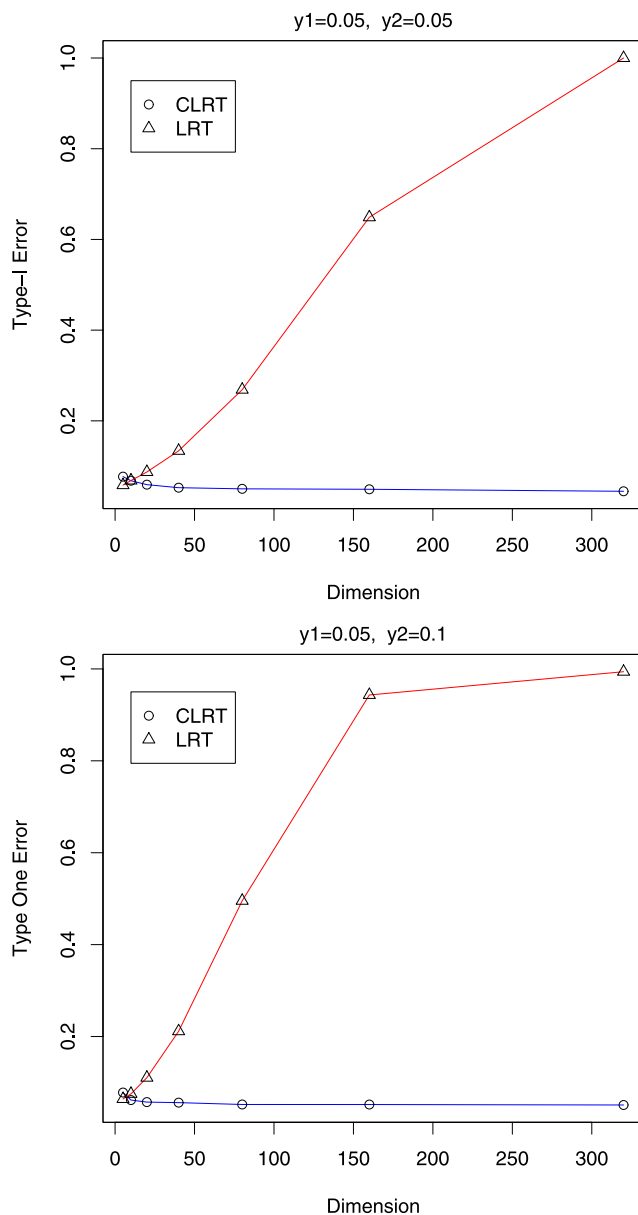 y1=0.05, y2=0.05
1.0
0.8
0.6
0.4
0.2
Type−I Error
CLRT
LRT
0 50 100 150 200 250 300
Dimension
y1=0.05, y2=0.1
1.0
0.8
0.6
0.4
0.2
Type One Error
CLRT
LRT
0 50 100 150 200 250 300
Dimension